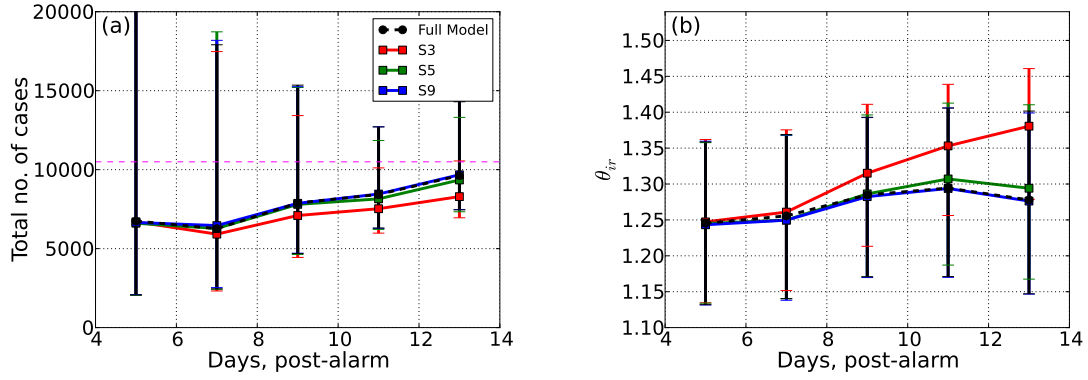 (a)
Total no. of cases
20000
15000
10000
5000
0
4 6 8 10 12 14
Days, post-alarm
Full Model
S3
S5
S9
(b)
θir
1.50
1.45
1.40
1.35
1.30
1.25
1.20
1.15
1.10
4 6 8 10 12 14
Days, post-alarm